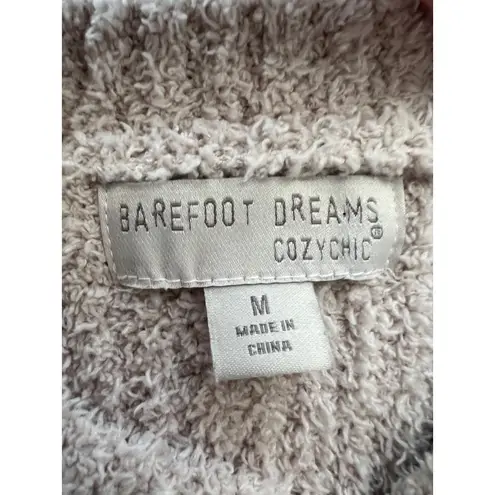 BAREFOOT DREAMS
COZYCHIC®
M
MADE IN
CHINA